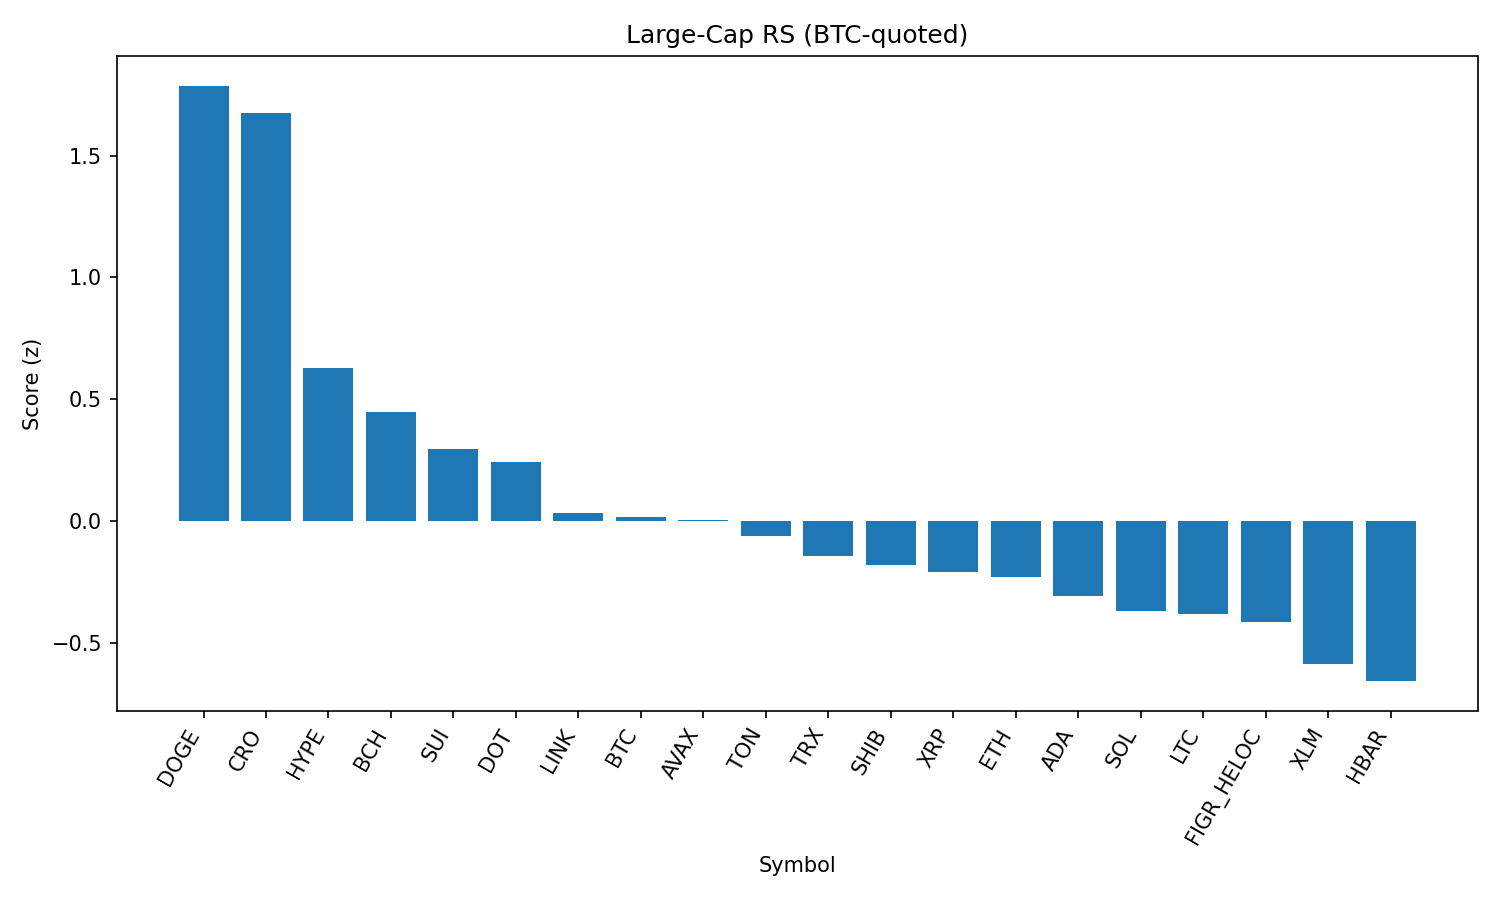 Large-Cap RS (BTC-quoted)
Score (z)
1.5
1.0
0.5
0.0
−0.5
DOGE
CRO
HYPE
BCH
SUI
DOT
LINK
BTC
AVAX
TON
TRX
SHIB
XRP
ETH
ADA
SOL
LTC
FIGR_HELOC
XLM
HBAR
Symbol